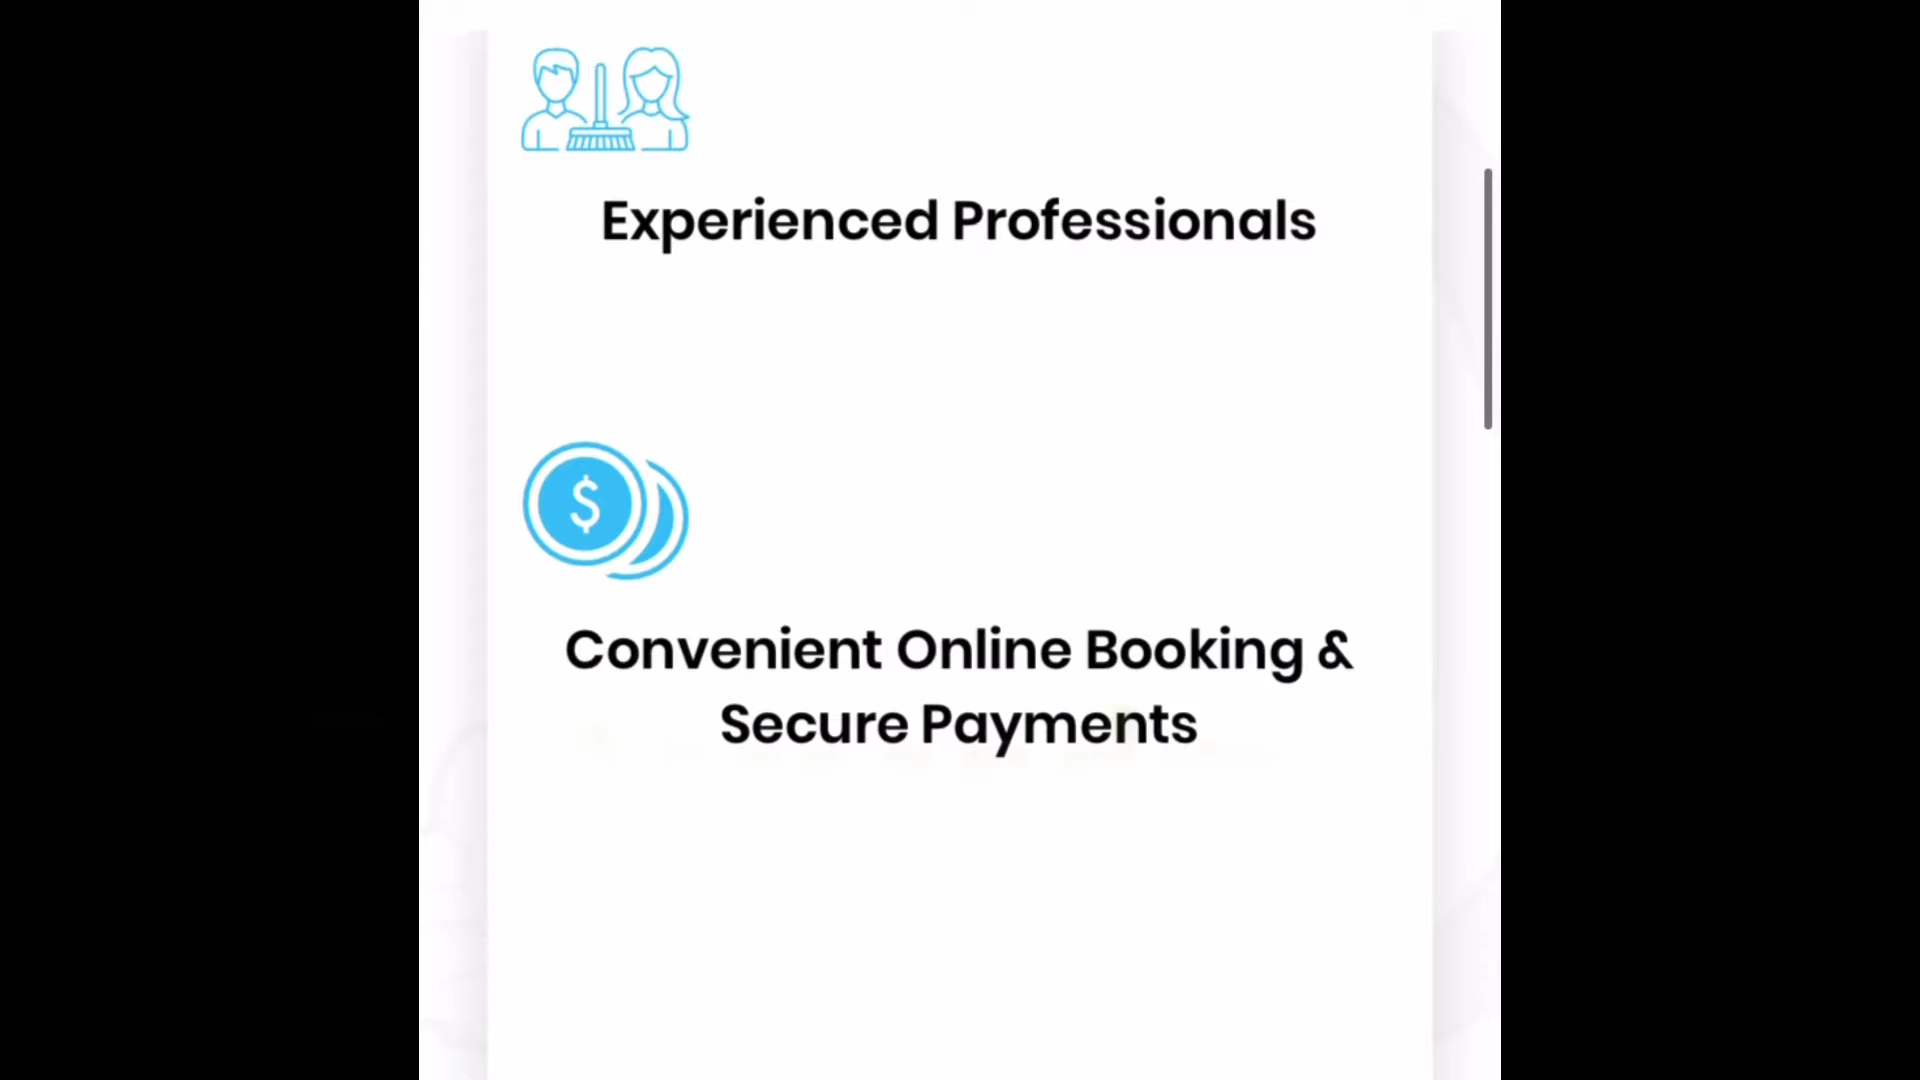 Experienced Professionals
$
Convenient Online Booking &
Secure Payments